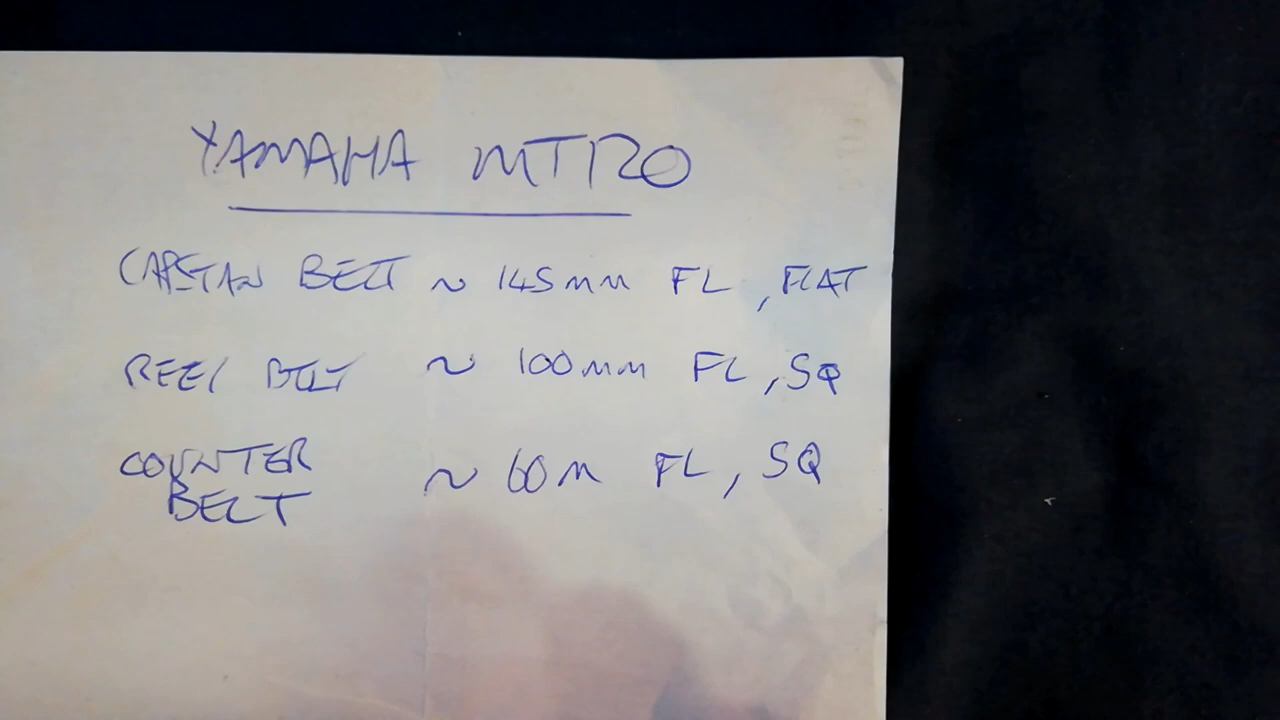 YAMAHA MT120
CAPSTAN BELT ~ 145mm FL, FLAT
REEL BELT ~ 100mm FL, SQ
COUNTER ~ 60m FL, SQ
BELT